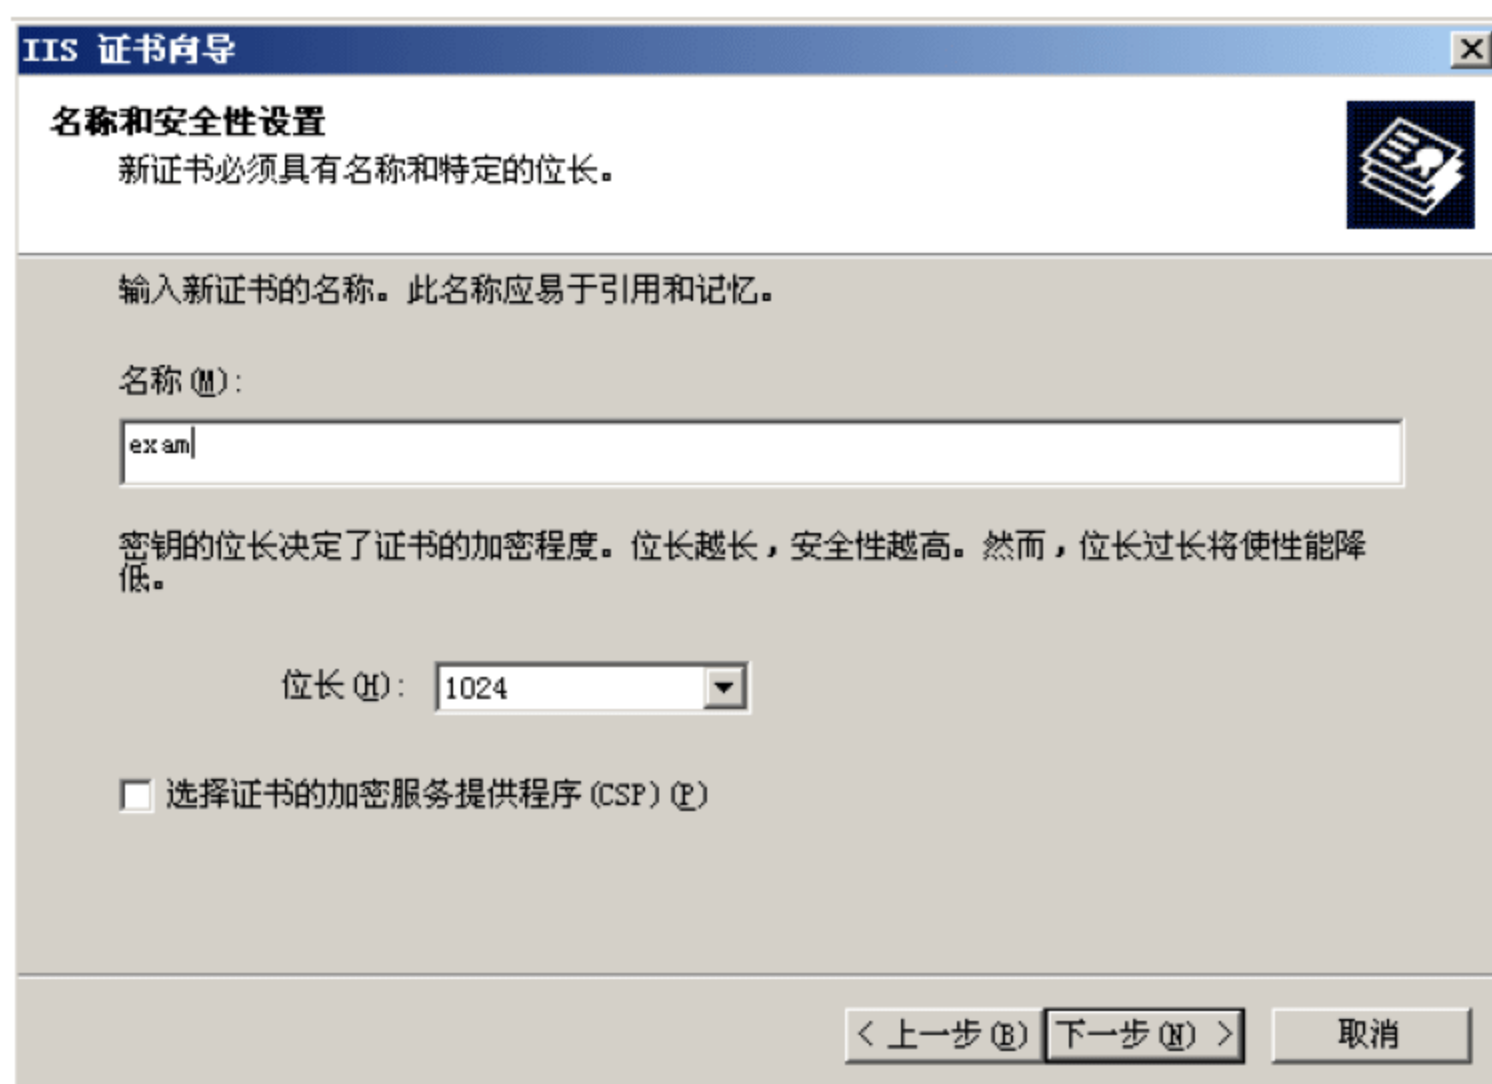 IIS 证书向导
名称和安全性设置
新证书必须具有名称和特定的位长。
输入新证书的名称。此名称应易于引用和记忆。
名称(M):
exam
密钥的位长决定了证书的加密程度。位长越长，安全性越高。然而，位长过长将使性能降
低。
位长(H): 1024
选择证书的加密服务提供程序(CSP)(P)
< 上一步(B) 下一步(N) > 取消